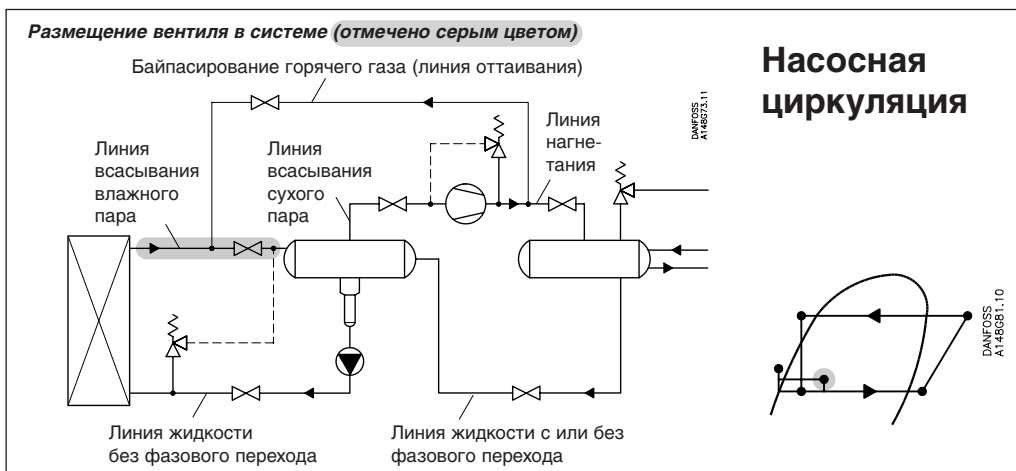 Размещение вентиля в системе (отмечено серым цветом)
Байпасирование горячего газа (линия оттаивания)
Насосная
циркуляция
DANFOSS
A148G73.11
Линия
всасывания
влажного
пара
Линия
всасывания
сухого
пара
Линия
нагне-
тания
DANFOSS
A148G81.10
Линия жидкости
без фазового перехода
Линия жидкости с или без
фазового перехода